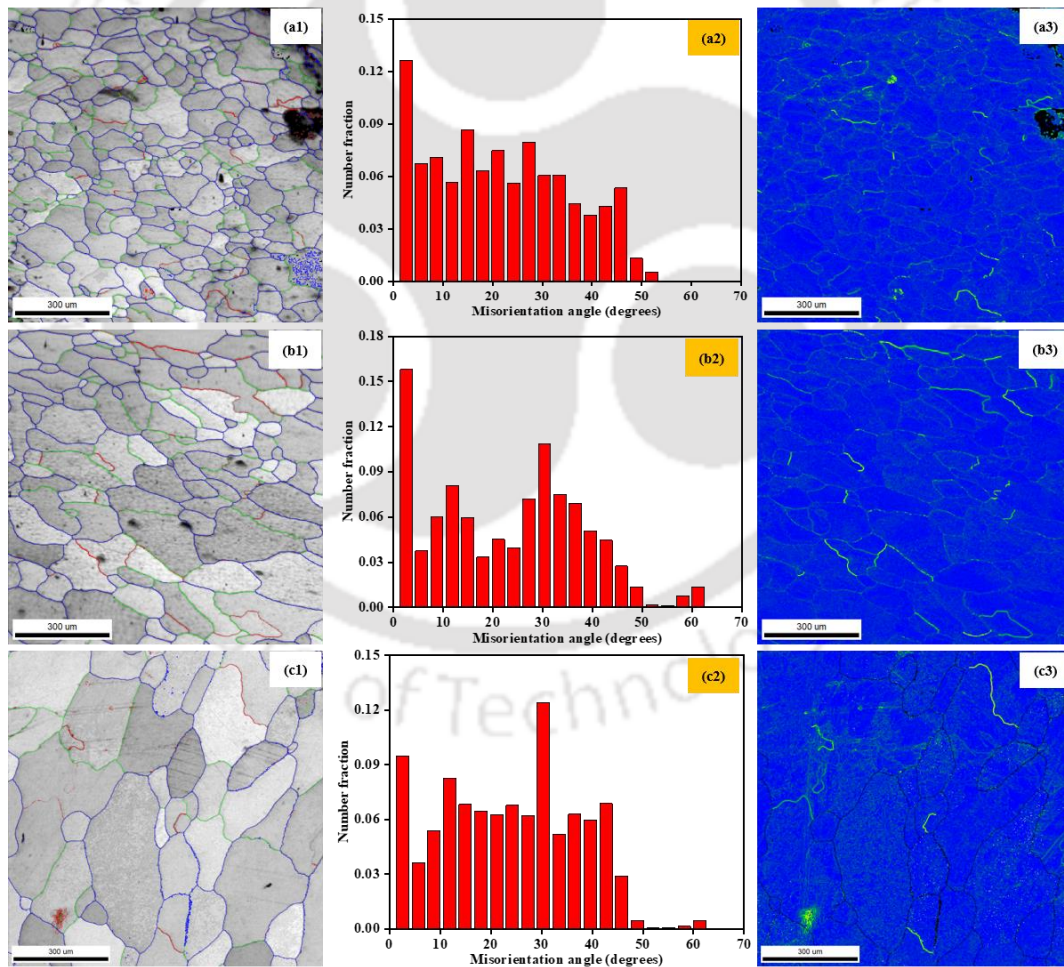 (a1)
300 um
0.15
(a2)
0.12
0.09
0.06
0.03
0.00
Number fraction
0 10 20 30 40 50 60 70
Misorientation angle (degrees)
(a3)
300 um
(b1)
300 um
0.18
(b2)
0.15
0.12
0.09
0.06
0.03
0.00
Number fraction
0 10 20 30 40 50 60 70
Misorientation angle (degrees)
(b3)
300 um
(c1)
300 um
0.15
(c2)
0.12
0.09
0.06
0.03
0.00
Number fraction
0 10 20 30 40 50 60 70
Misorientation angle (degrees)
(c3)
300 um
of Technolo